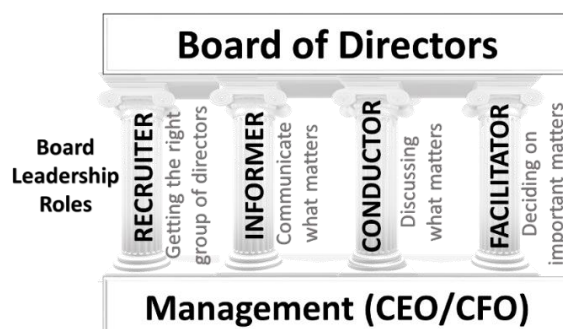 Board of Directors
Board
Leadership
Roles
RECRUITER
Getting the right
group of directors
INFORMER
Communicate
what matters
CONDUCTOR
Discussing
what matters
FACILITATOR
Deciding on
important matters
Management (CEO/CFO)